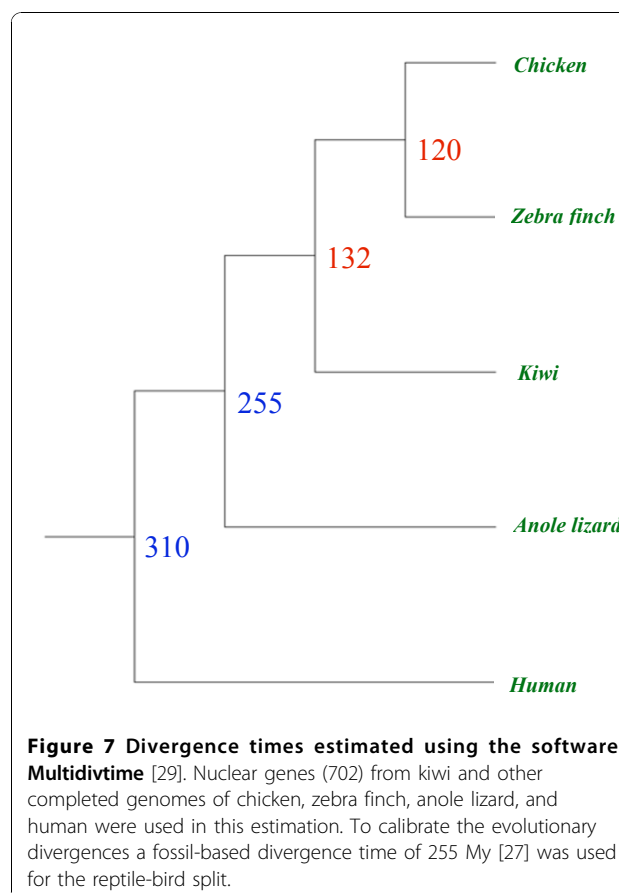 Chicken
120
Zebra finch
132
Kiwi
255
Anole lizard
310
Human
Figure 7 Divergence times estimated using the software
Multidivtime [29]. Nuclear genes (702) from kiwi and other
completed genomes of chicken, zebra finch, anole lizard, and
human were used in this estimation. To calibrate the evolutionary
divergences a fossil-based divergence time of 255 My [27] was used
for the reptile-bird split.